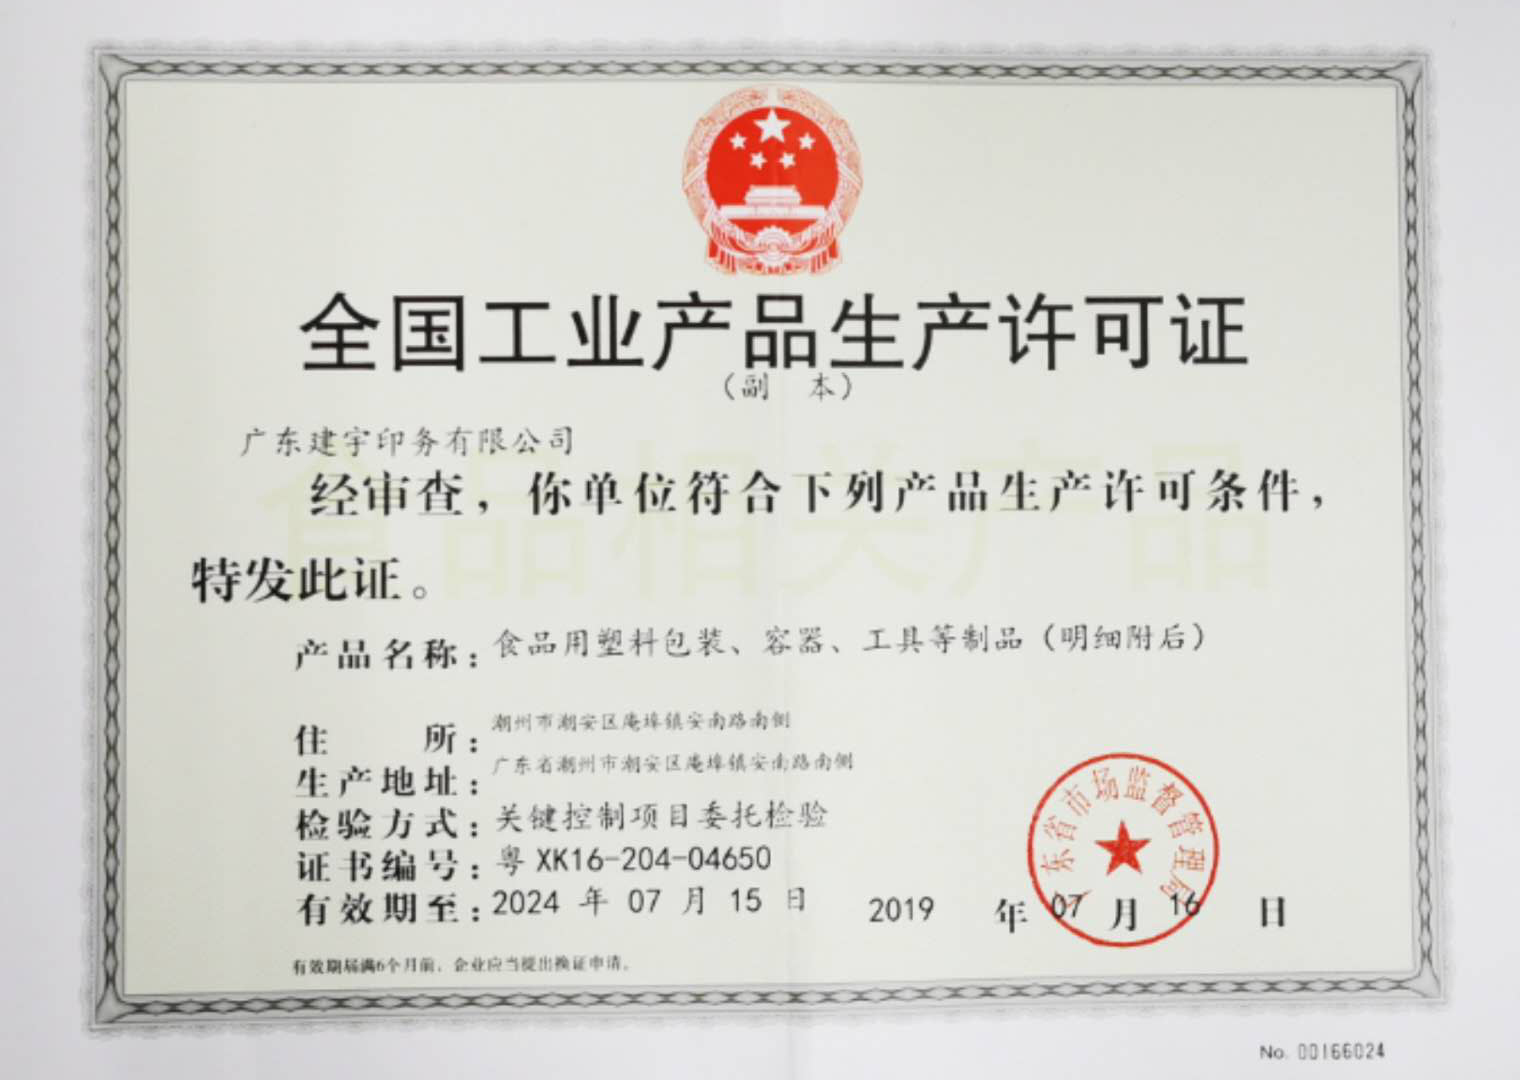 全国工业产品生产许可证
（副 本）
广东建宇印务有限公司
食品相关产品
经审查，你单位符合下列产品生产许可条件，
特发此证。
产品名称：食品用塑料包装、容器、工具等制品（明细附后）
住 所：潮州市潮安区庵埠镇安南路南侧
生产地址：广东省潮州市潮安区庵埠镇安南路南侧
检验方式：关键控制项目委托检验
证书编号：粤 XK16-204-04650
有效期至：2024 年 07 月 15 日
广东省市场监督管理局
2019 年 07 月 16 日
有效期届满6个月前，企业应当提出换证申请。
No. 00166024